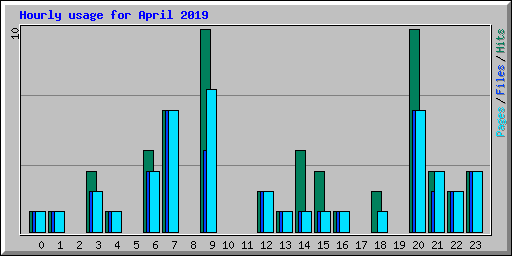 Hourly usage for April 2019
10
Pages/Files/Hits
0 1 2 3 4 5 6 7 8 9 10 11 12 13 14 15 16 17 18 19 20 21 22 23